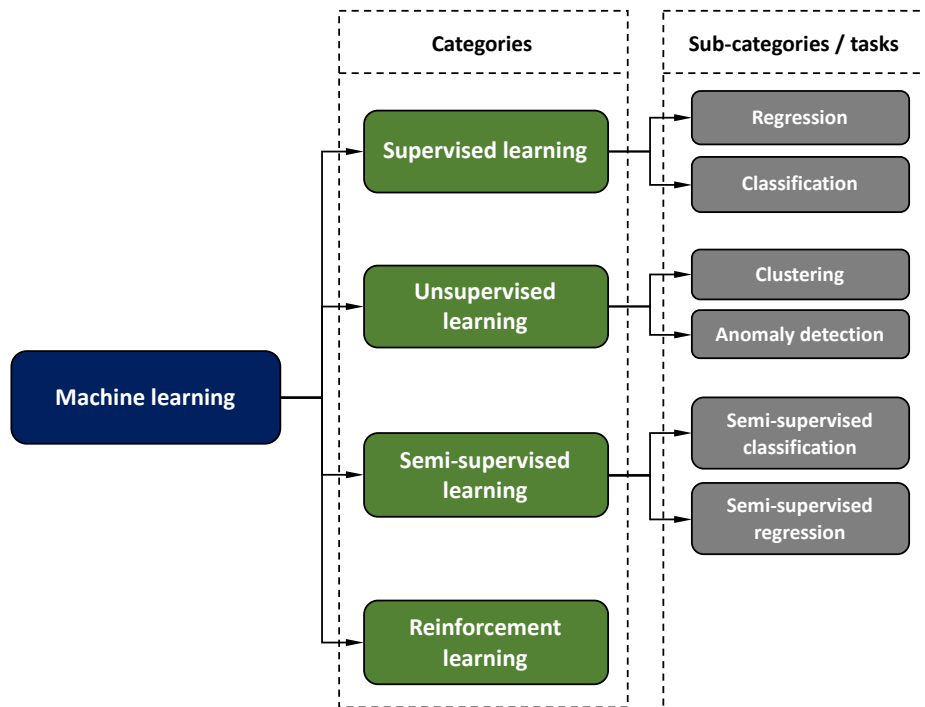 Categories
Sub-categories / tasks
Machine learning
Supervised learning
Regression
Classification
Unsupervised
learning
Clustering
Anomaly detection
Semi-supervised
learning
Semi-supervised
classification
Semi-supervised
regression
Reinforcement
learning